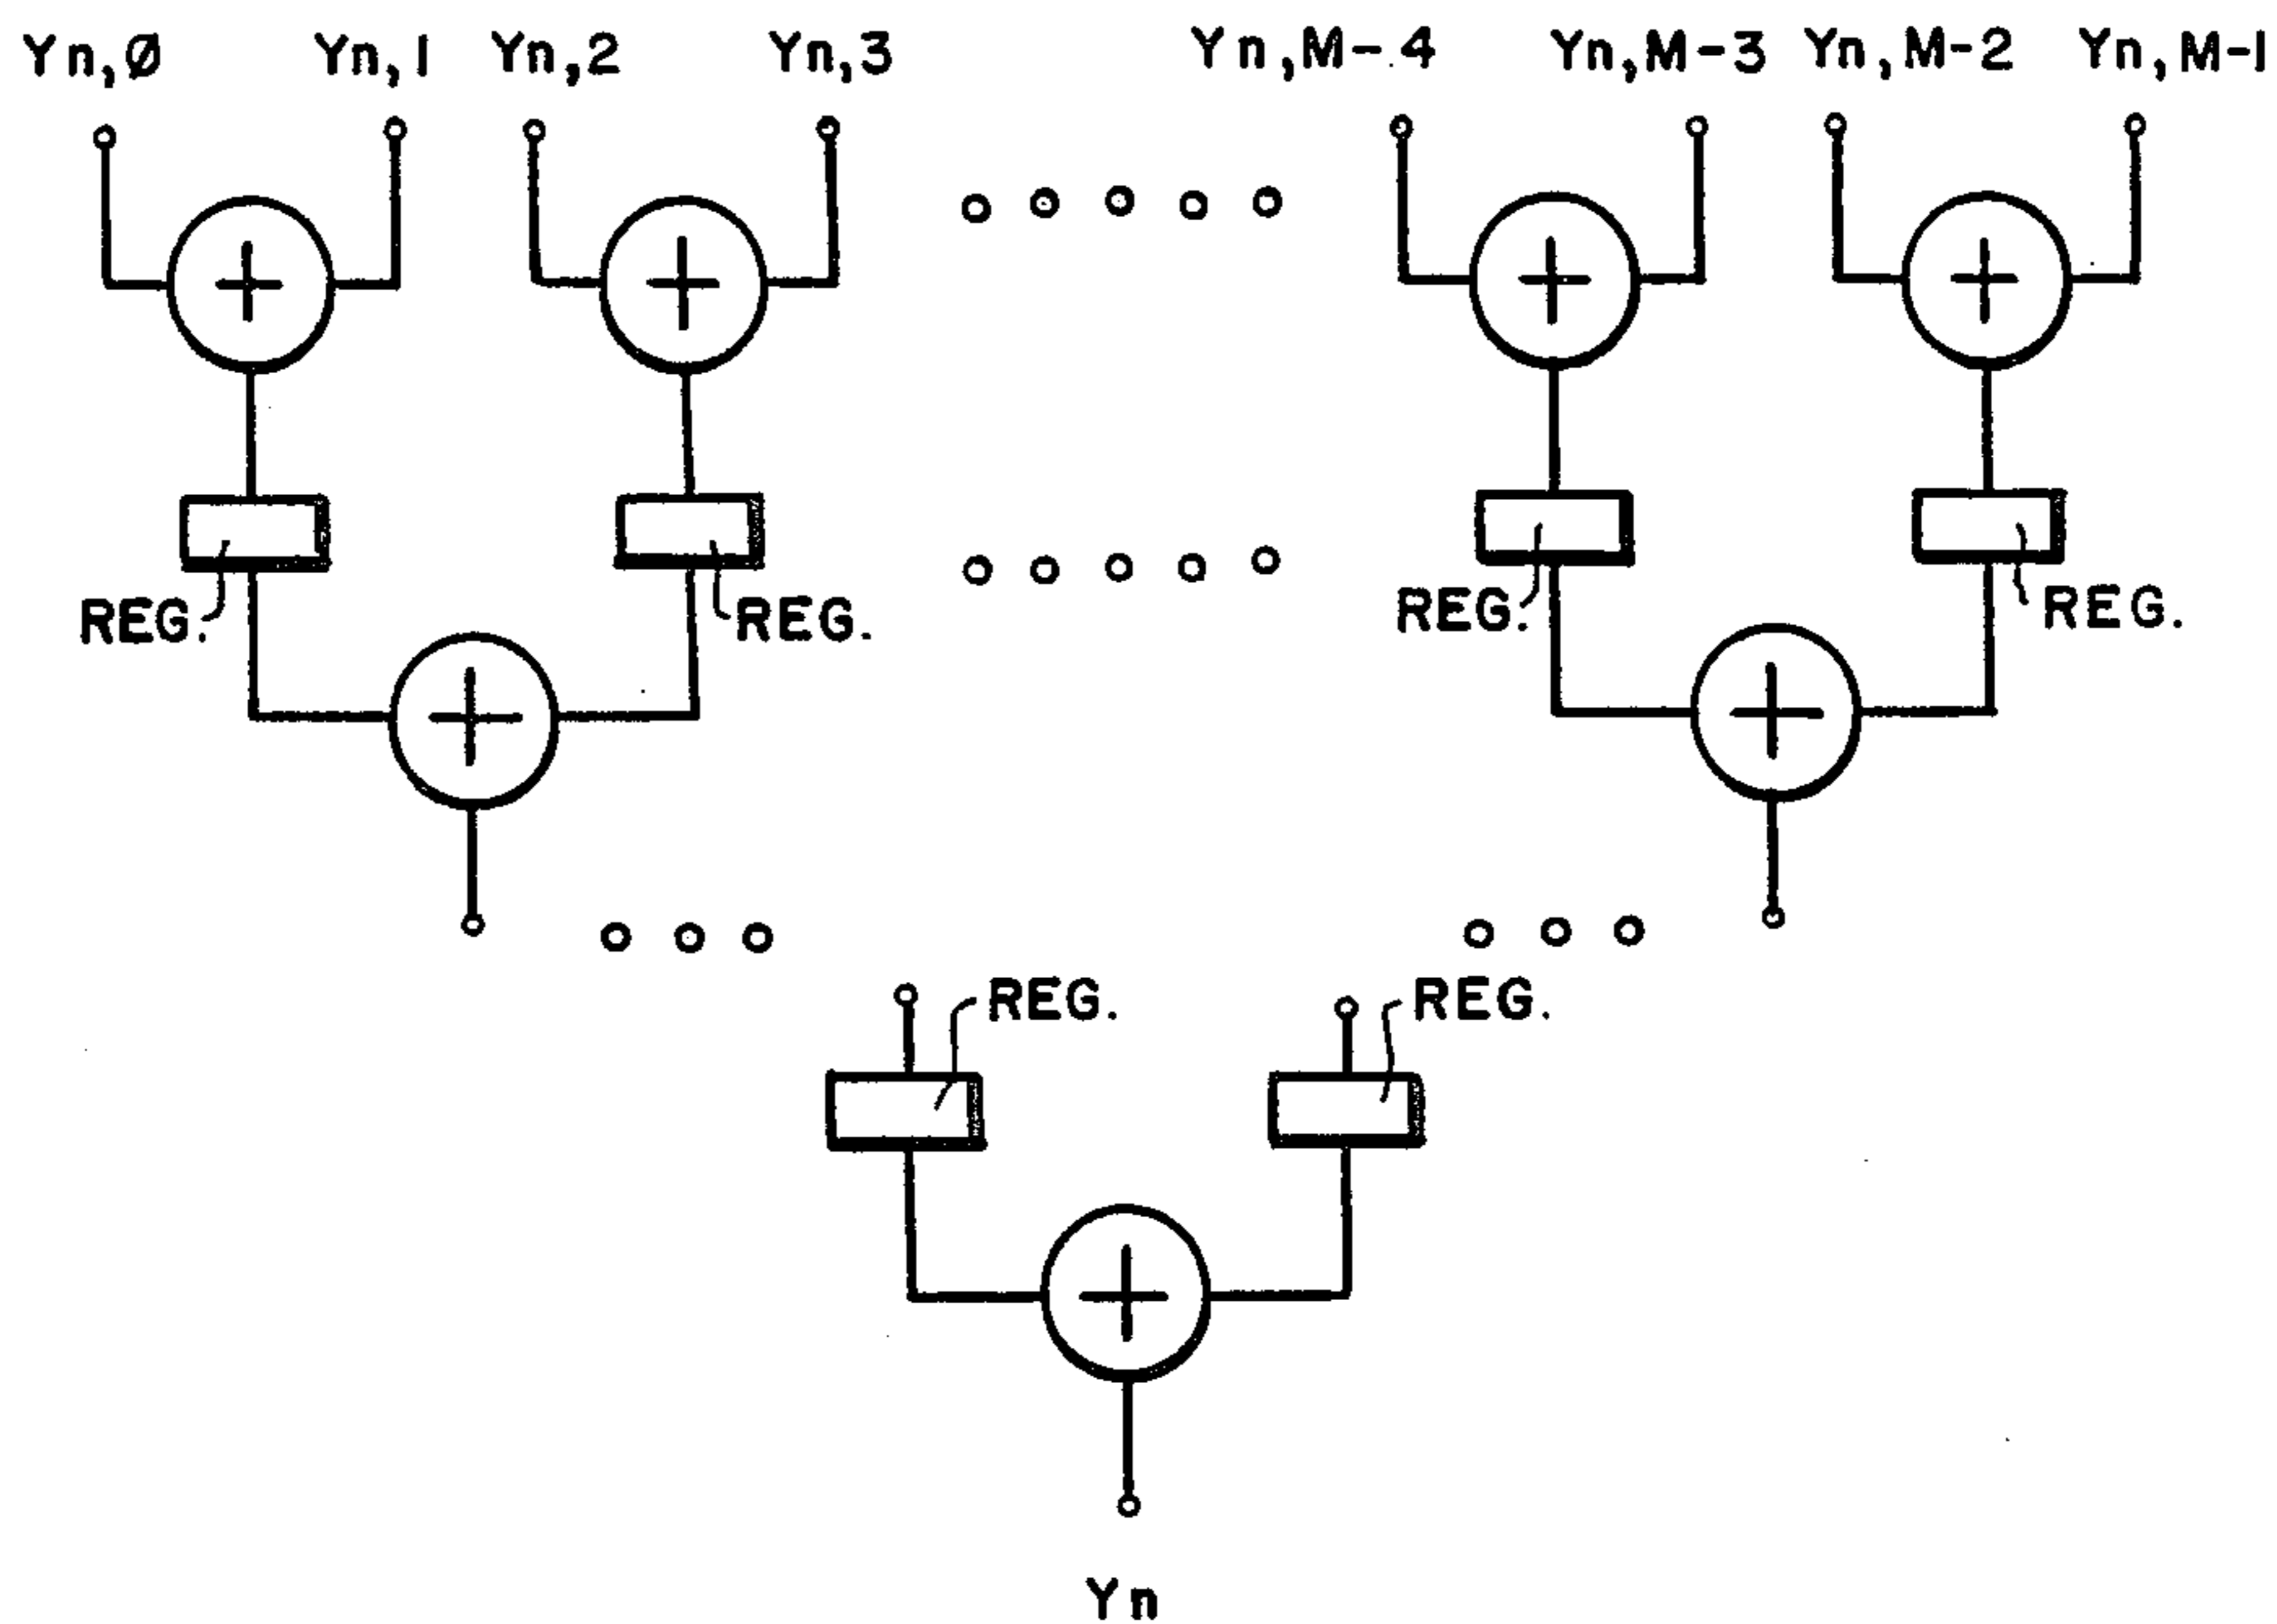 Yn,Ø Yn,1 Yn,2 Yn,3 Yn,M-4 Yn,M-3 Yn,M-2 Yn,M-1
REG. REG. REG. REG.
REG. REG.
Yn